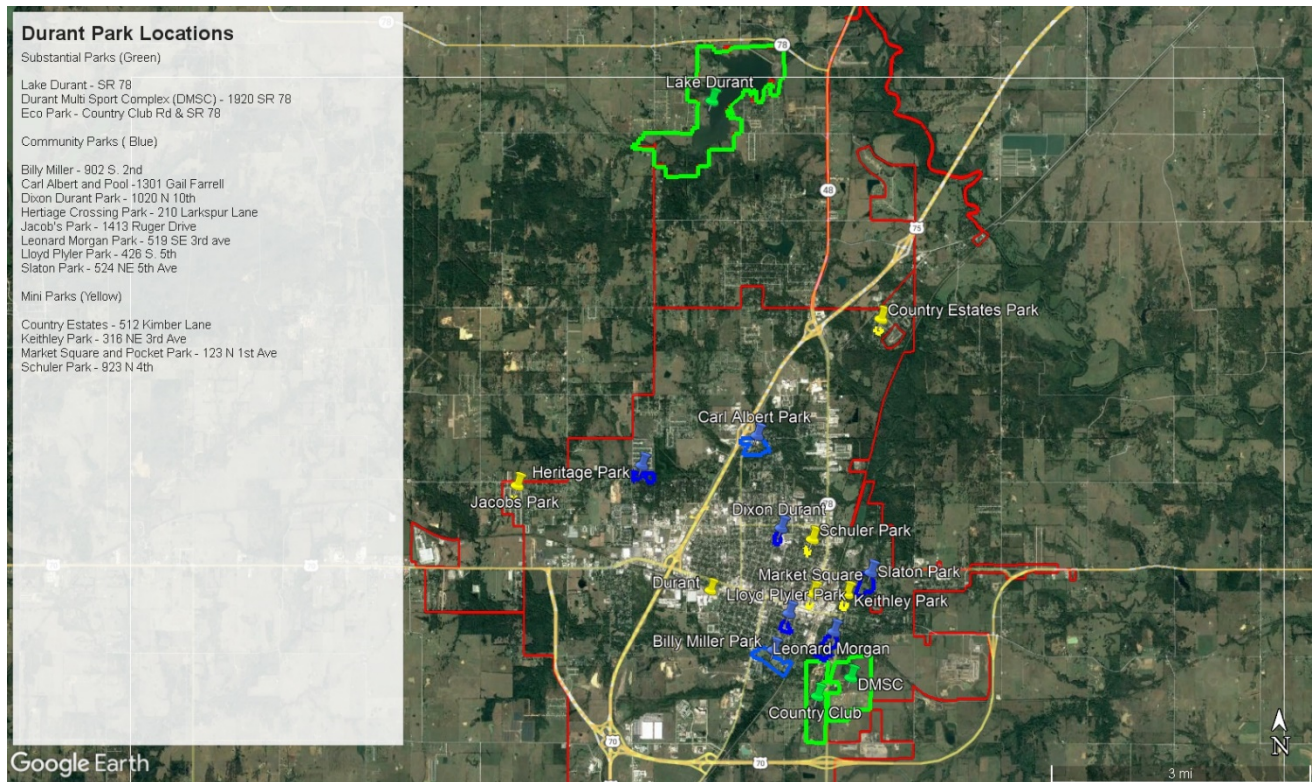 Durant Park Locations
Substantial Parks (Green)
Lake Durant - SR 78
Durant Multi Sport Complex (DMSC) - 1920 SR 78
Eco Park - Country Club Rd & SR 78
Community Parks ( Blue)
Billy Miller - 902 S. 2nd
Carl Albert and Pool -1301 Gail Farrell
Dixon Durant Park - 1020 N 10th
Hertiage Crossing Park - 210 Larkspur Lane
Jacob's Park - 1413 Ruger Drive
Leonard Morgan Park - 519 SE 3rd ave
Lloyd Plyler Park - 426 S. 5th
Slaton Park - 524 NE 5th Ave
Mini Parks (Yellow)
Country Estates - 512 Kimber Lane
Keithley Park - 316 NE 3rd Ave
Market Square and Pocket Park - 123 N 1st Ave
Schuler Park - 923 N 4th
78
78
Lake Durant
48
75
Country Estates Park
Carl Albert Park
Heritage Park
Jacobs Park
78
Dixon Durant
Schuler Park
70
70
Market Square
Slaton Park
Durant
Lloyd Plyler Park
Keithley Park
Billy Miller Park
Leonard Morgan
DMSC
Country Club
70
70
N
Google Earth
3 mi